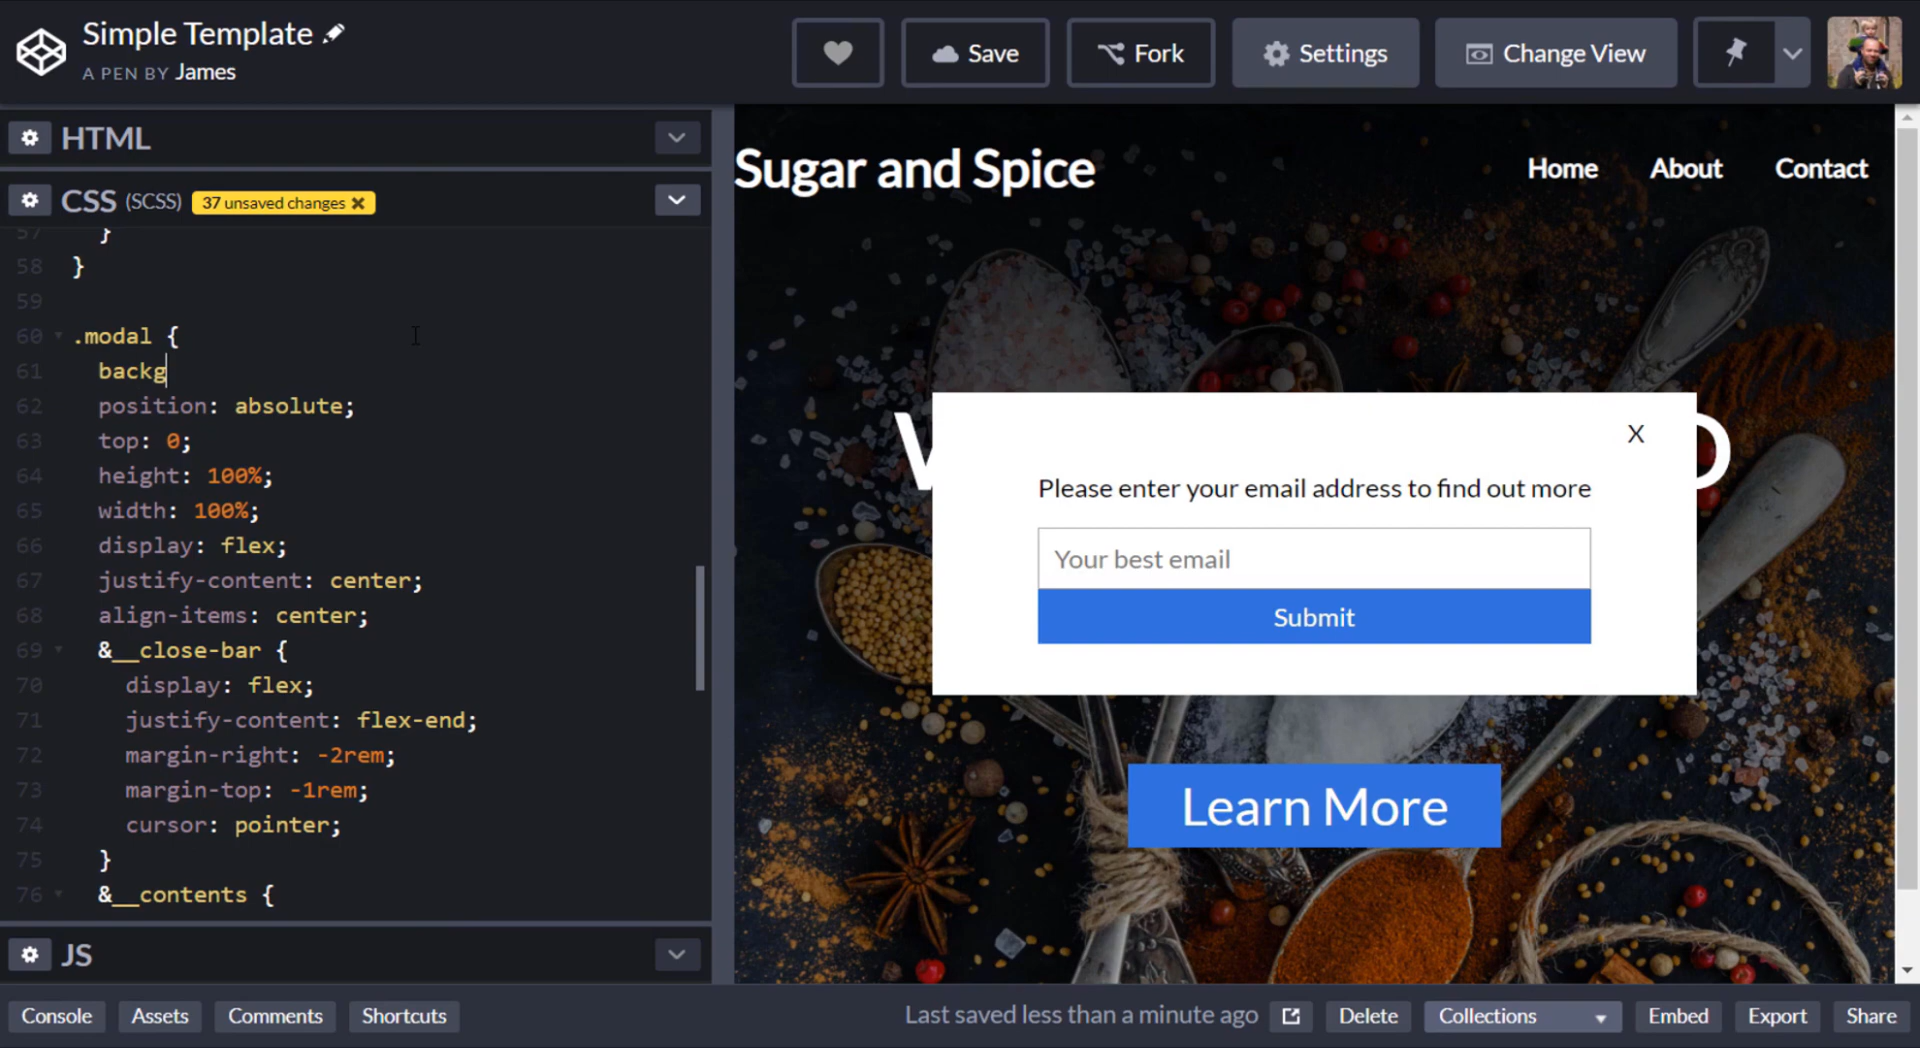 Simple Template
A PEN BY James
Save
Fork
Settings
Change View
HTML
CSS (SCSS) 37 unsaved changes ×
57 }
58 }
59
60 .modal {
61 backg
62 position: absolute;
63 top: 0;
64 height: 100%;
65 width: 100%;
66 display: flex;
67 justify-content: center;
68 align-items: center;
69 &__close-bar {
70 display: flex;
71 justify-content: flex-end;
72 margin-right: -2rem;
73 margin-top: -1rem;
74 cursor: pointer;
75 }
76 &__contents {
JS
Sugar and Spice
Home About Contact
X
Please enter your email address to find out more
Your best email
Submit
Learn More
Console Assets Comments Shortcuts
Last saved less than a minute ago
Delete Collections Embed Export Share